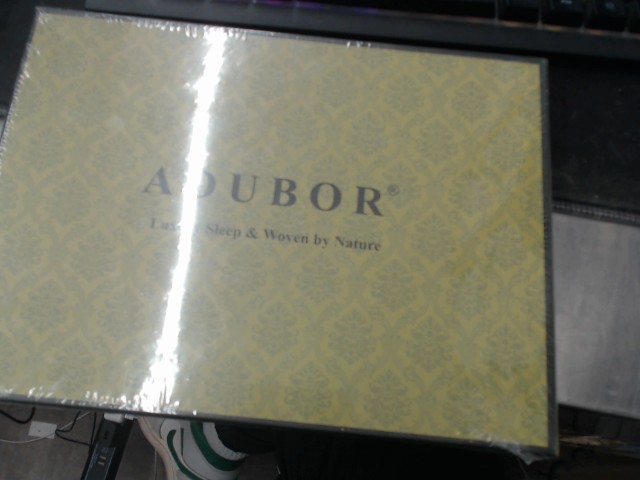 ADUBOR®
Sleep & Woven by Nature